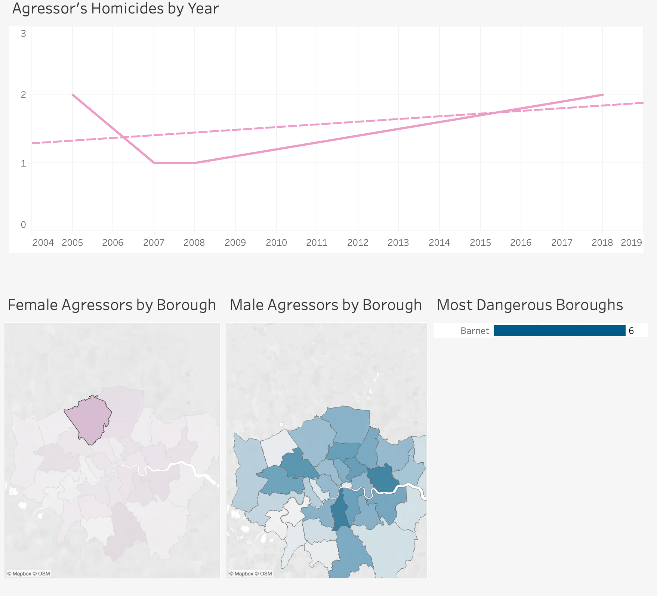 Agressor's Homicides by Year
3
2
1
0
2004 2005 2006 2007 2008 2009 2010 2011 2012 2013 2014 2015 2016 2017 2018 2019
Female Agressors by Borough Male Agressors by Borough Most Dangerous Boroughs
Barnet 6
© Mapbox © OSM © Mapbox © OSM